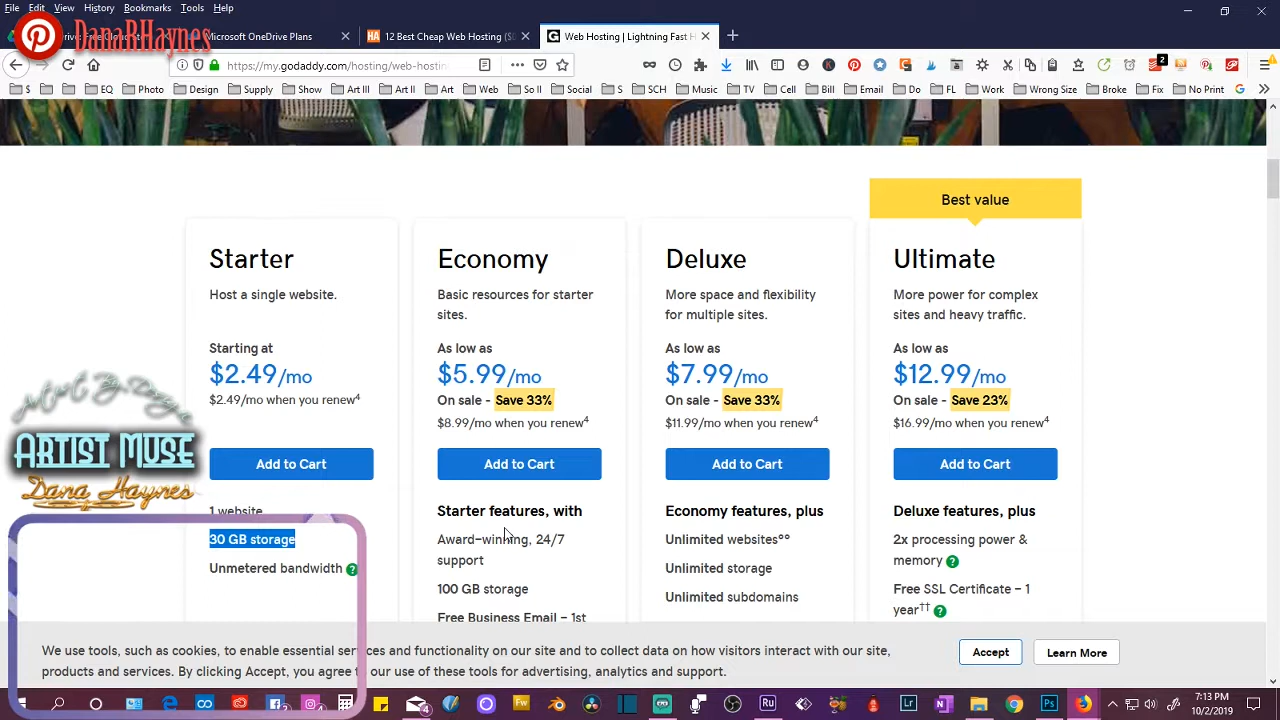 File Edit View History Bookmarks Tools Help
DanaRHaynes
Microsoft OneDrive Plans
12 Best Cheap Web Hosting ($
Web Hosting | Lightning Fast H
https://my.godaddy.com/hosting/web-hostin
$ EQ Photo Design Supply Show Art III Art II Art Web So II Social S SCH Music TV Cell Bill Email Do FL Work Wrong Size Broke Fix No Print
Best value
Starter
Host a single website.
Starting at
$2.49/mo
$2.49/mo when you renew4
Add to Cart
1 website
30 GB storage
Unmetered bandwidth
Economy
Basic resources for starter
sites.
As low as
$5.99/mo
On sale - Save 33%
$8.99/mo when you renew4
Add to Cart
Starter features, with
Award-winning, 24/7
support
100 GB storage
Free Business Email – 1st
Deluxe
More space and flexibility
for multiple sites.
As low as
$7.99/mo
On sale - Save 33%
$11.99/mo when you renew4
Add to Cart
Economy features, plus
Unlimited websites°°
Unlimited storage
Unlimited subdomains
Ultimate
More power for complex
sites and heavy traffic.
As low as
$12.99/mo
On sale - Save 23%
$16.99/mo when you renew4
Add to Cart
Deluxe features, plus
2x processing power &
memory
Free SSL Certificate – 1
year††
Artist By Design
ARTIST MUSE
Dana Haynes
We use tools, such as cookies, to enable essential services and functionality on our site and to collect data on how visitors interact with our site,
products and services. By clicking Accept, you agree to our use of these tools for advertising, analytics and support.
Accept
Learn More
7:13 PM
10/2/2019